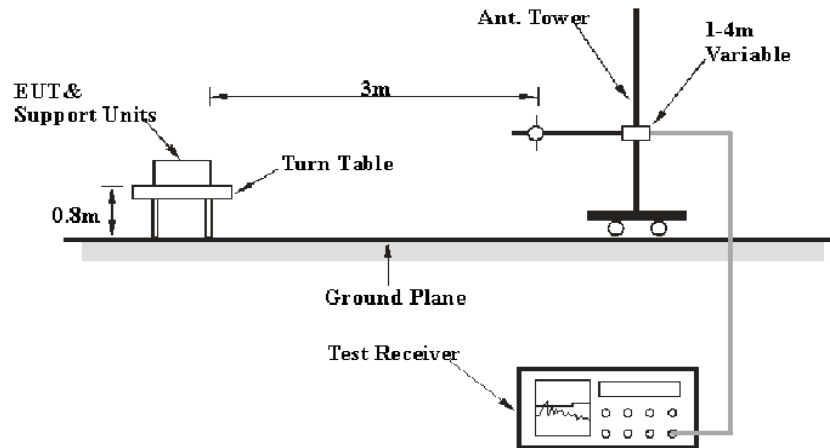 Ant. Tower
1-4m
Variable
3m
EUT&
Support Units
Turn Table
0.8m
Ground Plane
Test Receiver